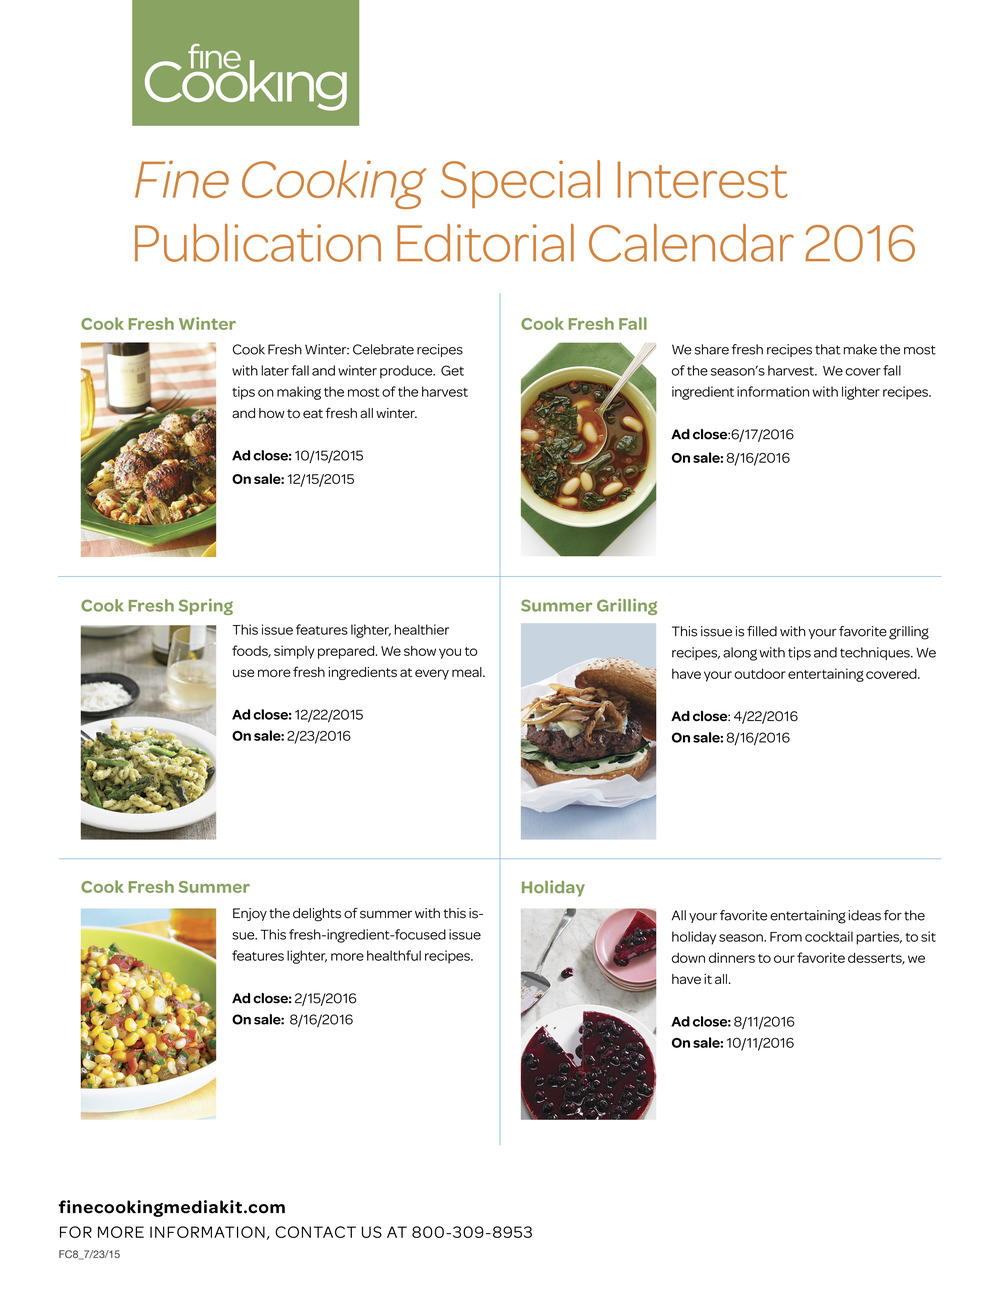 fine
Cooking
Fine Cooking Special Interest
Publication Editorial Calendar 2016
Cook Fresh Winter
Cook Fresh Winter: Celebrate recipes
with later fall and winter produce.  Get
tips on making the most of the harvest
and how to eat fresh all winter.
Ad close: 10/15/2015
On sale: 12/15/2015
Cook Fresh Spring
This issue features lighter, healthier
foods, simply prepared. We show you to
use more fresh ingredients at every meal.
Ad close: 12/22/2015
On sale: 2/23/2016
Cook Fresh Summer
Enjoy the delights of summer with this is-
sue. This fresh-ingredient-focused issue
features lighter, more healthful recipes.
Ad close: 2/15/2016
On sale:  8/16/2016
Cook Fresh Fall
We share fresh recipes that make the most
of the season's harvest.  We cover fall
ingredient information with lighter recipes.
Ad close:6/17/2016
On sale: 8/16/2016
Summer Grilling
This issue is filled with your favorite grilling
recipes, along with tips and techniques. We
have your outdoor entertaining covered.
Ad close: 4/22/2016
On sale: 8/16/2016
Holiday
All your favorite entertaining ideas for the
holiday season. From cocktail parties, to sit
down dinners to our favorite desserts, we
have it all.
Ad close: 8/11/2016
On sale: 10/11/2016
finecookingmediakit.com
FOR MORE INFORMATION, CONTACT US AT 800-309-8953
FC8_7/23/15